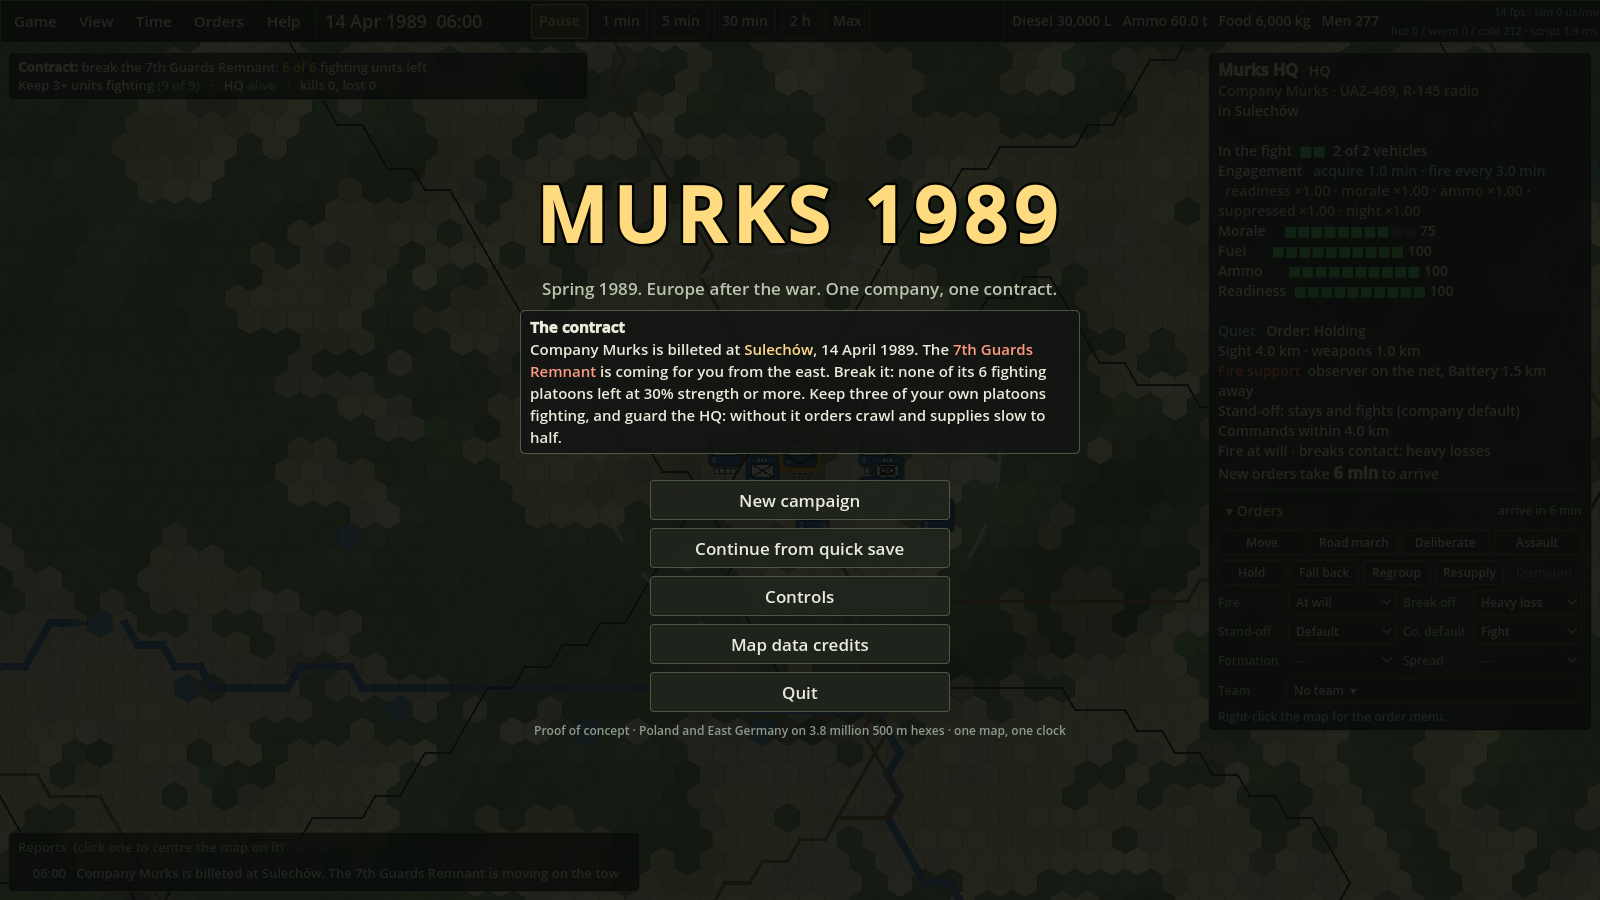 Game View Time Orders Help 14 Apr 1989 06:00 Pause 1 min 5 min 30 min 2 h Max Diesel 30,000 L Ammo 60.0 t Food 6,000 kg Men 277
14 fps · sim 0 us/min
hot 0 / warm 0 / cold 212 · script 1.9 ms
Contract: break the 7th Guards Remnant: 6 of 6 fighting units left
Keep 3+ units fighting (9 of 9) · HQ alive · kills 0, lost 0
MURKS 1989
Spring 1989. Europe after the war. One company, one contract.
The contract
Company Murks is billeted at Sulechów, 14 April 1989. The 7th Guards
Remnant is coming for you from the east. Break it: none of its 6 fighting
platoons left at 30% strength or more. Keep three of your own platoons
fighting, and guard the HQ: without it orders crawl and supplies slow to
half.
New campaign
Continue from quick save
Controls
Map data credits
Quit
Proof of concept · Poland and East Germany on 3.8 million 500 m hexes · one map, one clock
Murks HQ HQ
Company Murks · UAZ-469, R-145 radio
in Sulechów
In the fight 2 of 2 vehicles
Engagement acquire 1.0 min · fire every 3.0 min
readiness ×1.00 · morale ×1.00 · ammo ×1.00 ·
suppressed ×1.00 · night ×1.00
Morale 75
Fuel 100
Ammo 100
Readiness 100
Quiet Order: Holding
Sight 4.0 km · weapons 1.0 km
Fire support observer on the net, Battery 1.5 km
away
Stand-off: stays and fights (company default)
Commands within 4.0 km
Fire at will · breaks contact: heavy losses
New orders take 6 min to arrive
▾ Orders arrive in 6 min
Move Road march Deliberate Assault
Hold Fall back Regroup Resupply Dismount
Fire At will Break off Heavy loss
Stand-off Default Co. default Fight
Formation — Spread —
Team No team ▾
Right-click the map for the order menu.
Reports (click one to centre the map on it)
06:00 Company Murks is billeted at Sulechów. The 7th Guards Remnant is moving on the tow